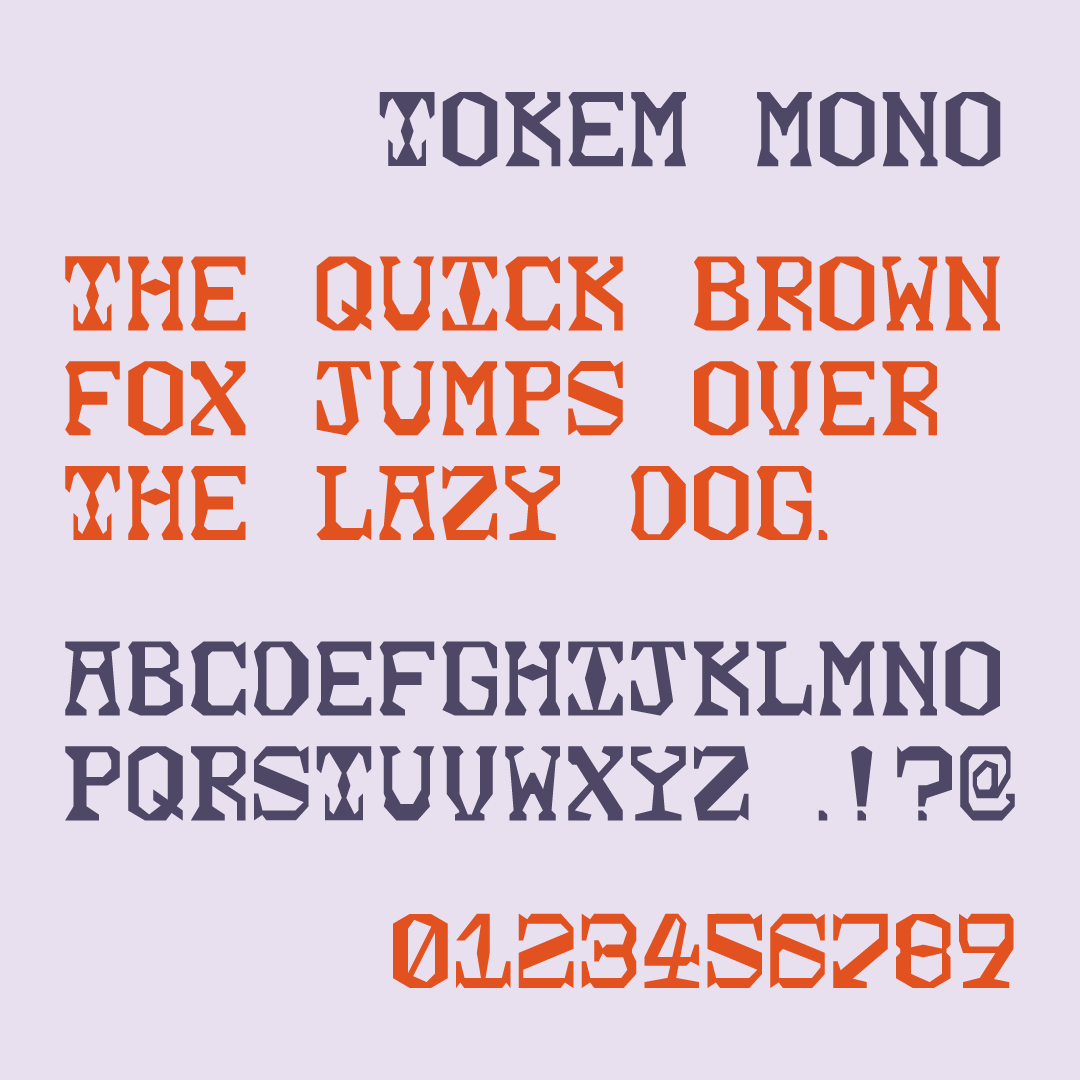 TOKEM MONO
THE QUICK BROWN
FOX JUMPS OVER
THE LAZY DOG.
ABCDEFGHIJKLMNO
PQRSTUVWXYZ .!?@
0123456789